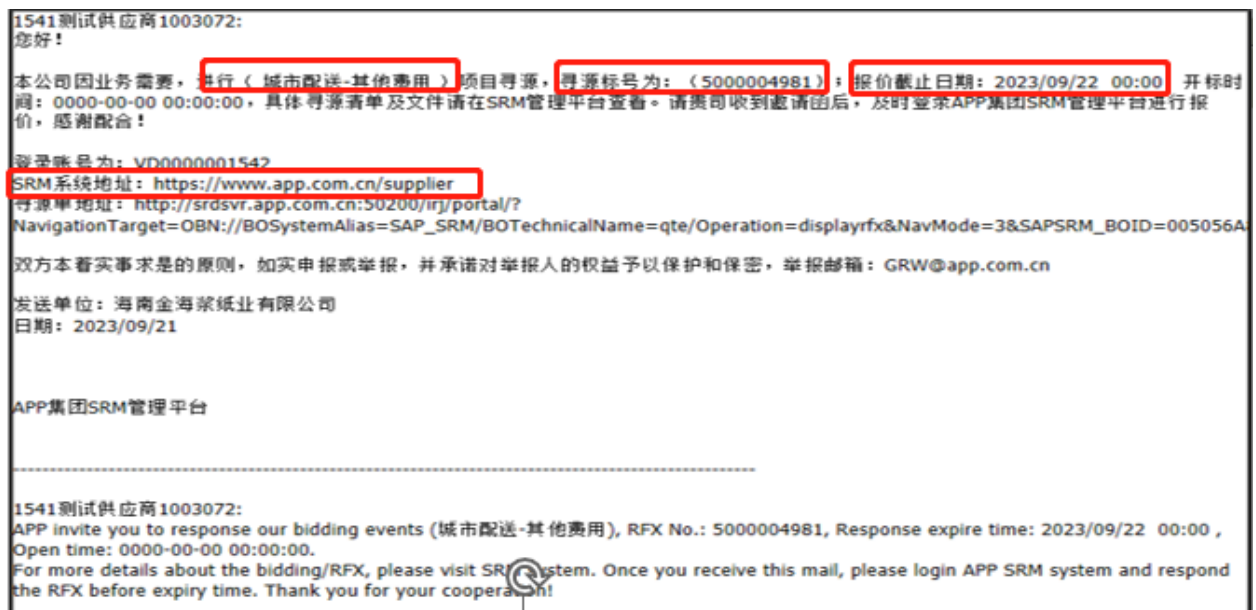 1541测试供应商1003072:
您好！
本公司因业务需要，进行（ 城市配送-其他费用 ）项目寻源，寻源标号为：（5000004981）；报价截止日期：2023/09/22  00:00  开标时
间：0000-00-00 00:00:00，具体寻源清单及文件请在SRM管理平台查看。请贵司收到邀请函后，及时登录APP集团SRM管理平台进行报
价，感谢配合！
登录账号为：VD0000001542
SRM系统地址：https://www.app.com.cn/supplier
寻源单地址：http://srdsvr.app.com.cn:50200/irj/portal/?
NavigationTarget=OBN://BOSystemAlias=SAP_SRM/BOTechnicalName=qte/Operation=displayrfx&NavMode=3&SAPSRM_BOID=005056A
双方本着实事求是的原则，如实申报或举报，并承诺对举报人的权益予以保护和保密，举报邮箱：GRW@app.com.cn
发送单位：海南金海浆纸业有限公司
日期：2023/09/21
APP集团SRM管理平台
1541测试供应商1003072:
APP invite you to response our bidding events (城市配送-其他费用), RFX No.: 5000004981, Response expire time: 2023/09/22  00:00 ,
Open time: 0000-00-00 00:00:00.
For more details about the bidding/RFX, please visit SRM system. Once you receive this mail, please login APP SRM system and respond
the RFX before expiry time. Thank you for your cooperation!